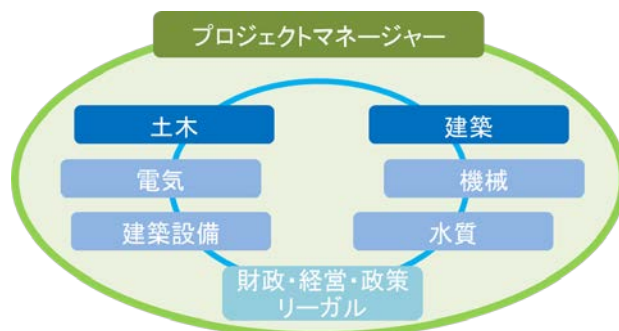 プロジェクトマネージャー
土木
建築
電気
機械
建築設備
水質
財政・経営・政策
リーガル